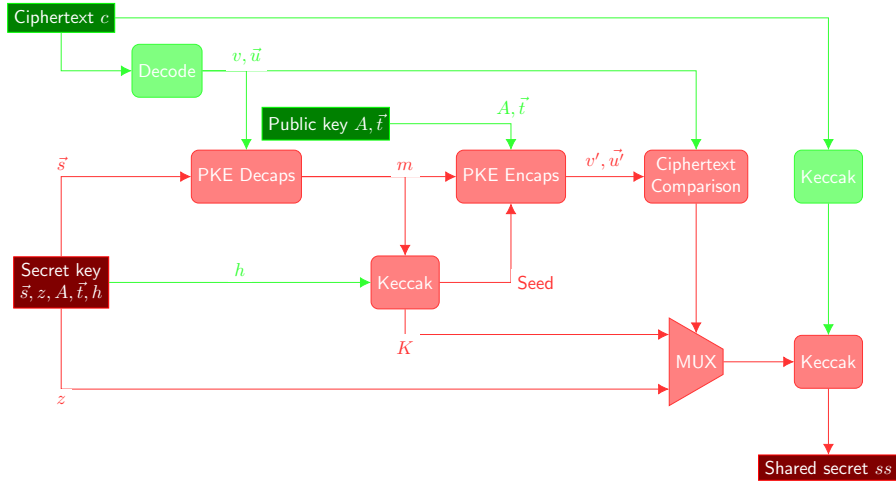 Ciphertext c
Decode
v, u⃗
Public key A, t⃗
A, t⃗
s⃗
PKE Decaps
m
PKE Encaps
v′, u⃗′
Ciphertext
Comparison
Keccak
Secret key
s⃗, z, A, t⃗, h
h
Keccak
Seed
K
MUX
Keccak
z
Shared secret ss